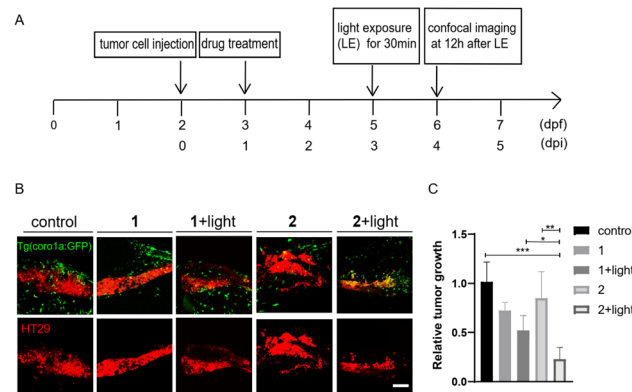 A
tumor cell injection
drug treatment
light exposure
(LE) for 30min
confocal imaging
at 12h after LE
0 1 2 3 4 5 6 7 (dpf)
0 1 2 3 4 5 (dpi)
B
control 1 1+light 2 2+light
Tg(coro1a:GFP)
HT29
C
Relative tumor growth
1.5
1.0
0.5
0.0
***
*
**
control
1
1+light
2
2+light